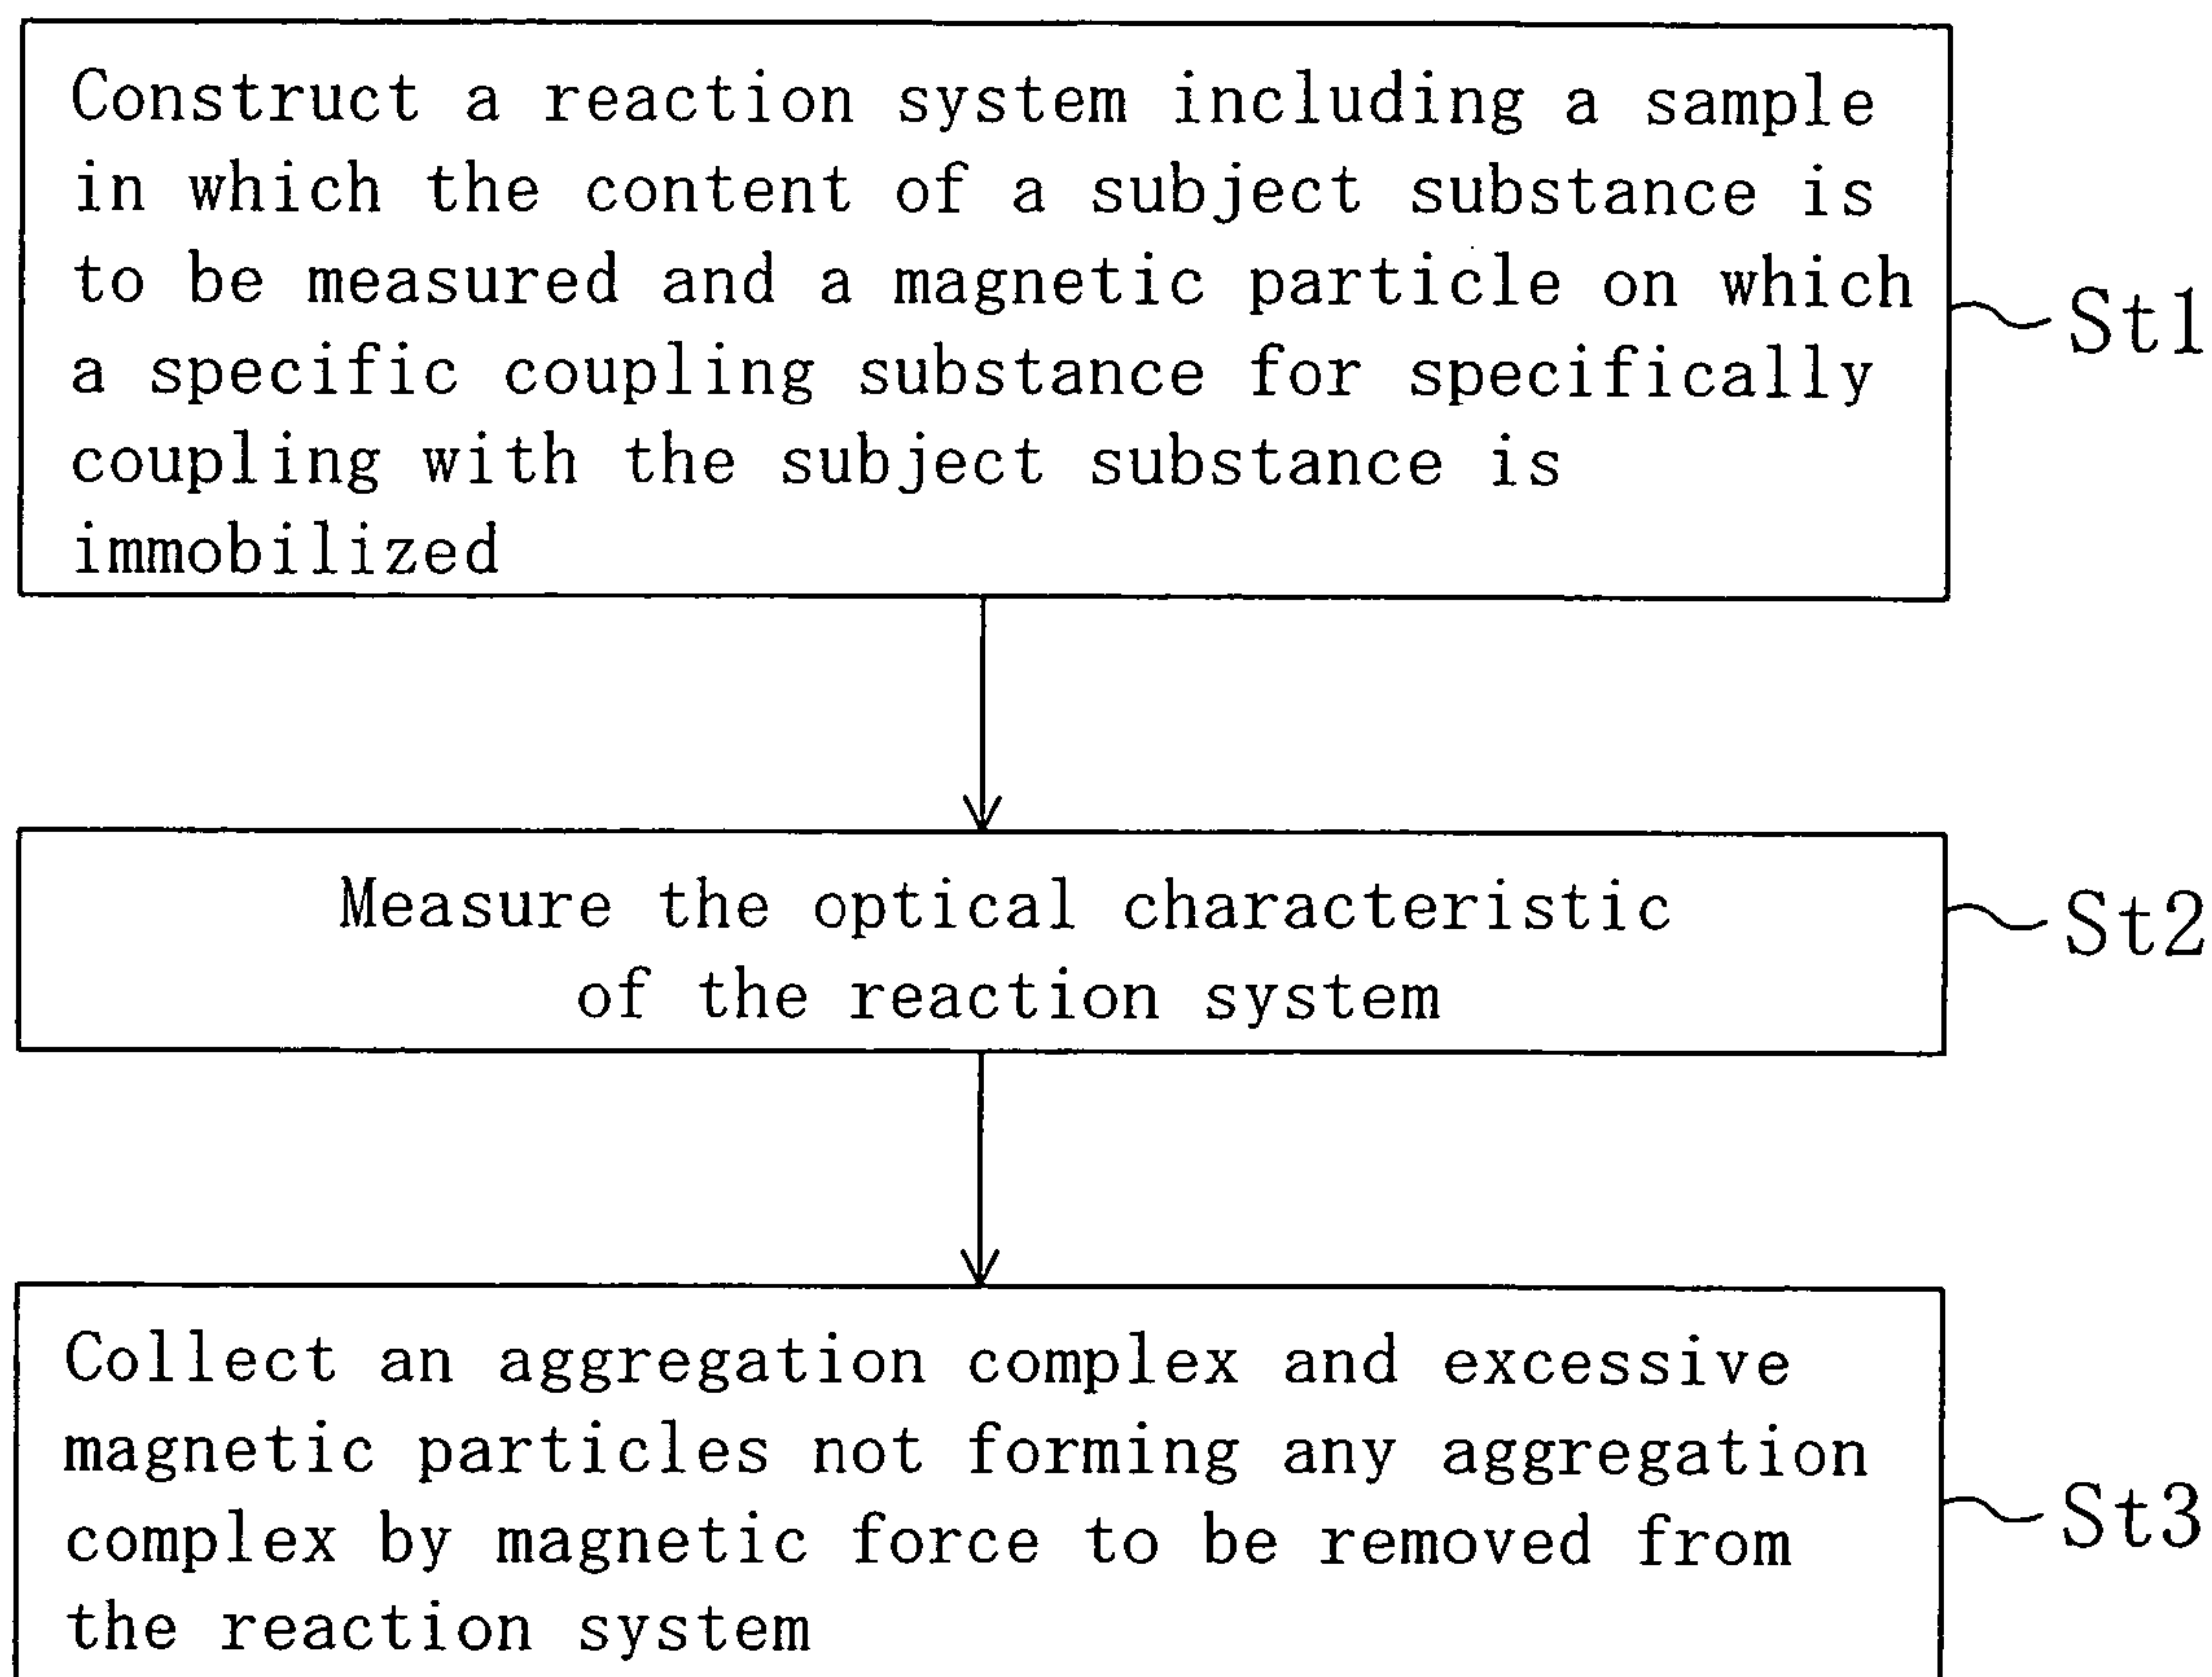 Construct a reaction system including a sample
in which the content of a subject substance is
to be measured and a magnetic particle on which
a specific coupling substance for specifically
coupling with the subject substance is
immobilized
St1
Measure the optical characteristic
of the reaction system
St2
Collect an aggregation complex and excessive
magnetic particles not forming any aggregation
complex by magnetic force to be removed from
the reaction system
St3